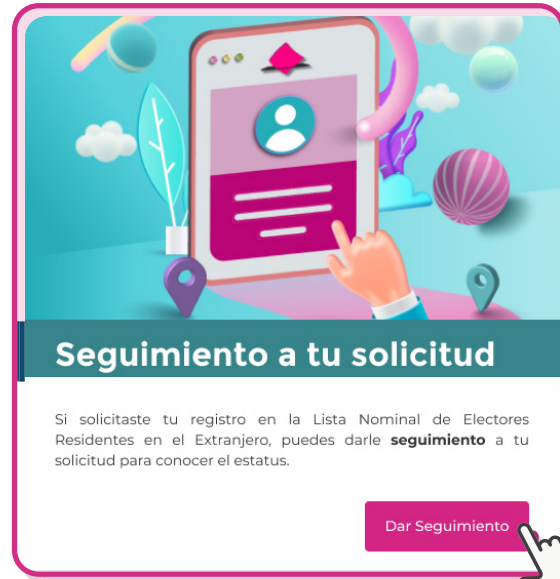 Seguimiento a tu solicitud
Si solicitaste tu registro en la Lista Nominal de Electores
Residentes en el Extranjero, puedes darle seguimiento a tu
solicitud para conocer el estatus.
Dar Seguimiento